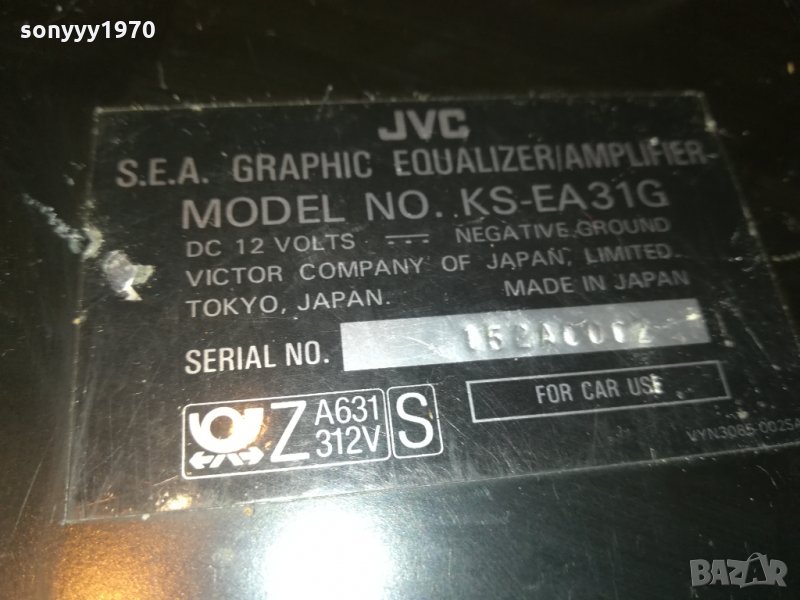 sonyyy1970
JVC
S.E.A. GRAPHIC EQUALIZER/AMPLIFIER
MODEL NO. KS-EA31G
DC 12 VOLTS NEGATIVE GROUND
VICTOR COMPANY OF JAPAN, LIMITED.
TOKYO, JAPAN. MADE IN JAPAN
SERIAL NO.
FOR CAR USE
Z A631 S
312V
BAZAR